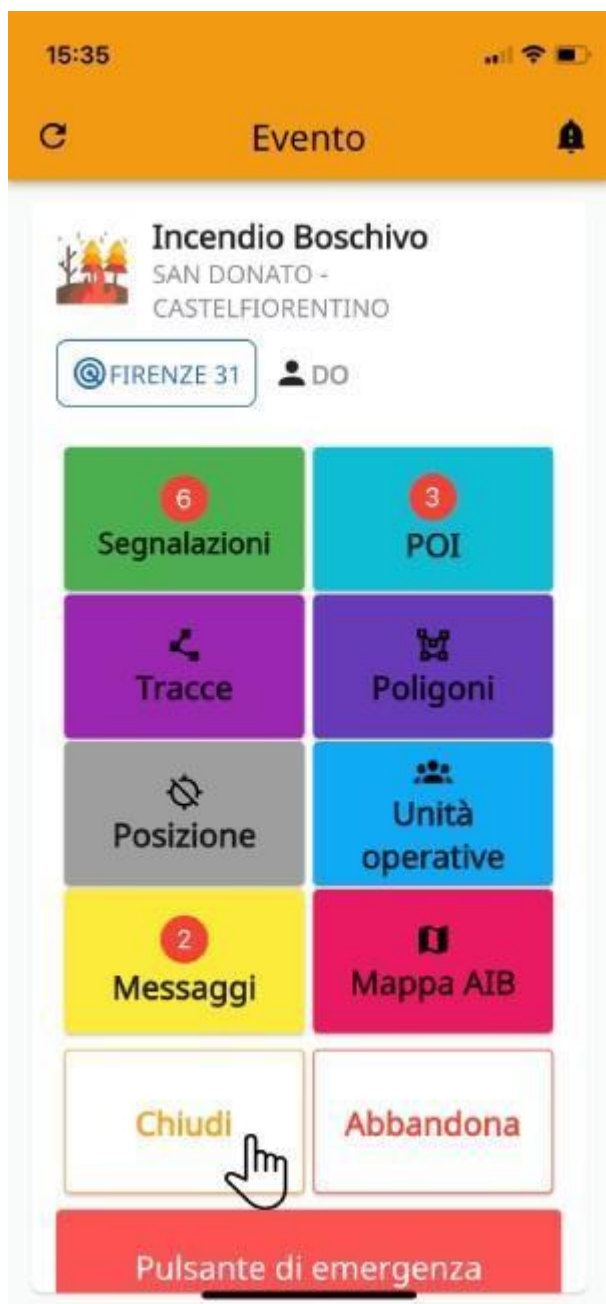 15:35
Evento
Incendio Boschivo
SAN DONATO -
CASTELFIORENTINO
FIRENZE 31
DO
6
Segnalazioni
3
POI
Tracce
Poligoni
Posizione
Unità
operative
2
Messaggi
Mappa AIB
Chiudi
Abbandona
Pulsante di emergenza